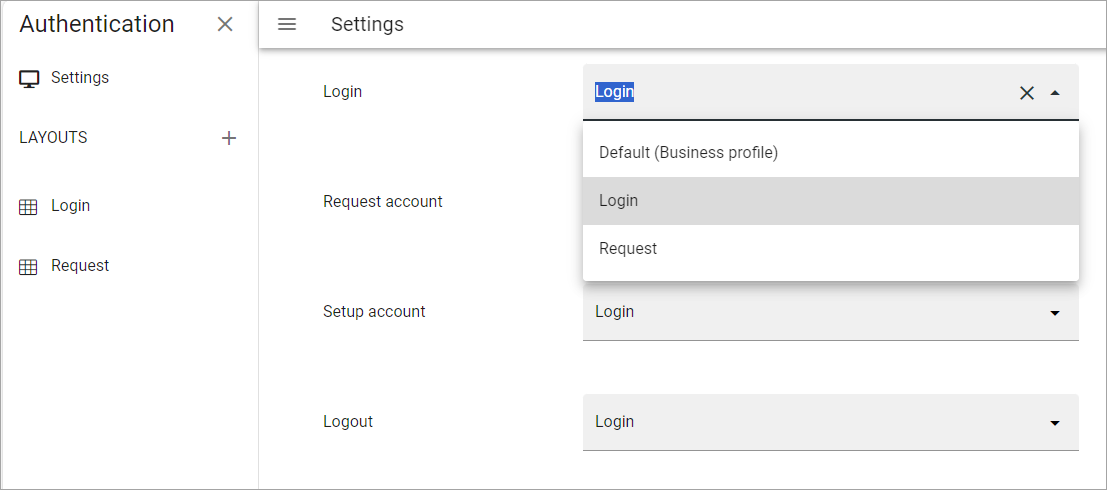 Authentication
Settings
LAYOUTS
Login
Request
Settings
Login
Login
Default (Business profile)
Login
Request
Request account
Setup account
Login
Logout
Login